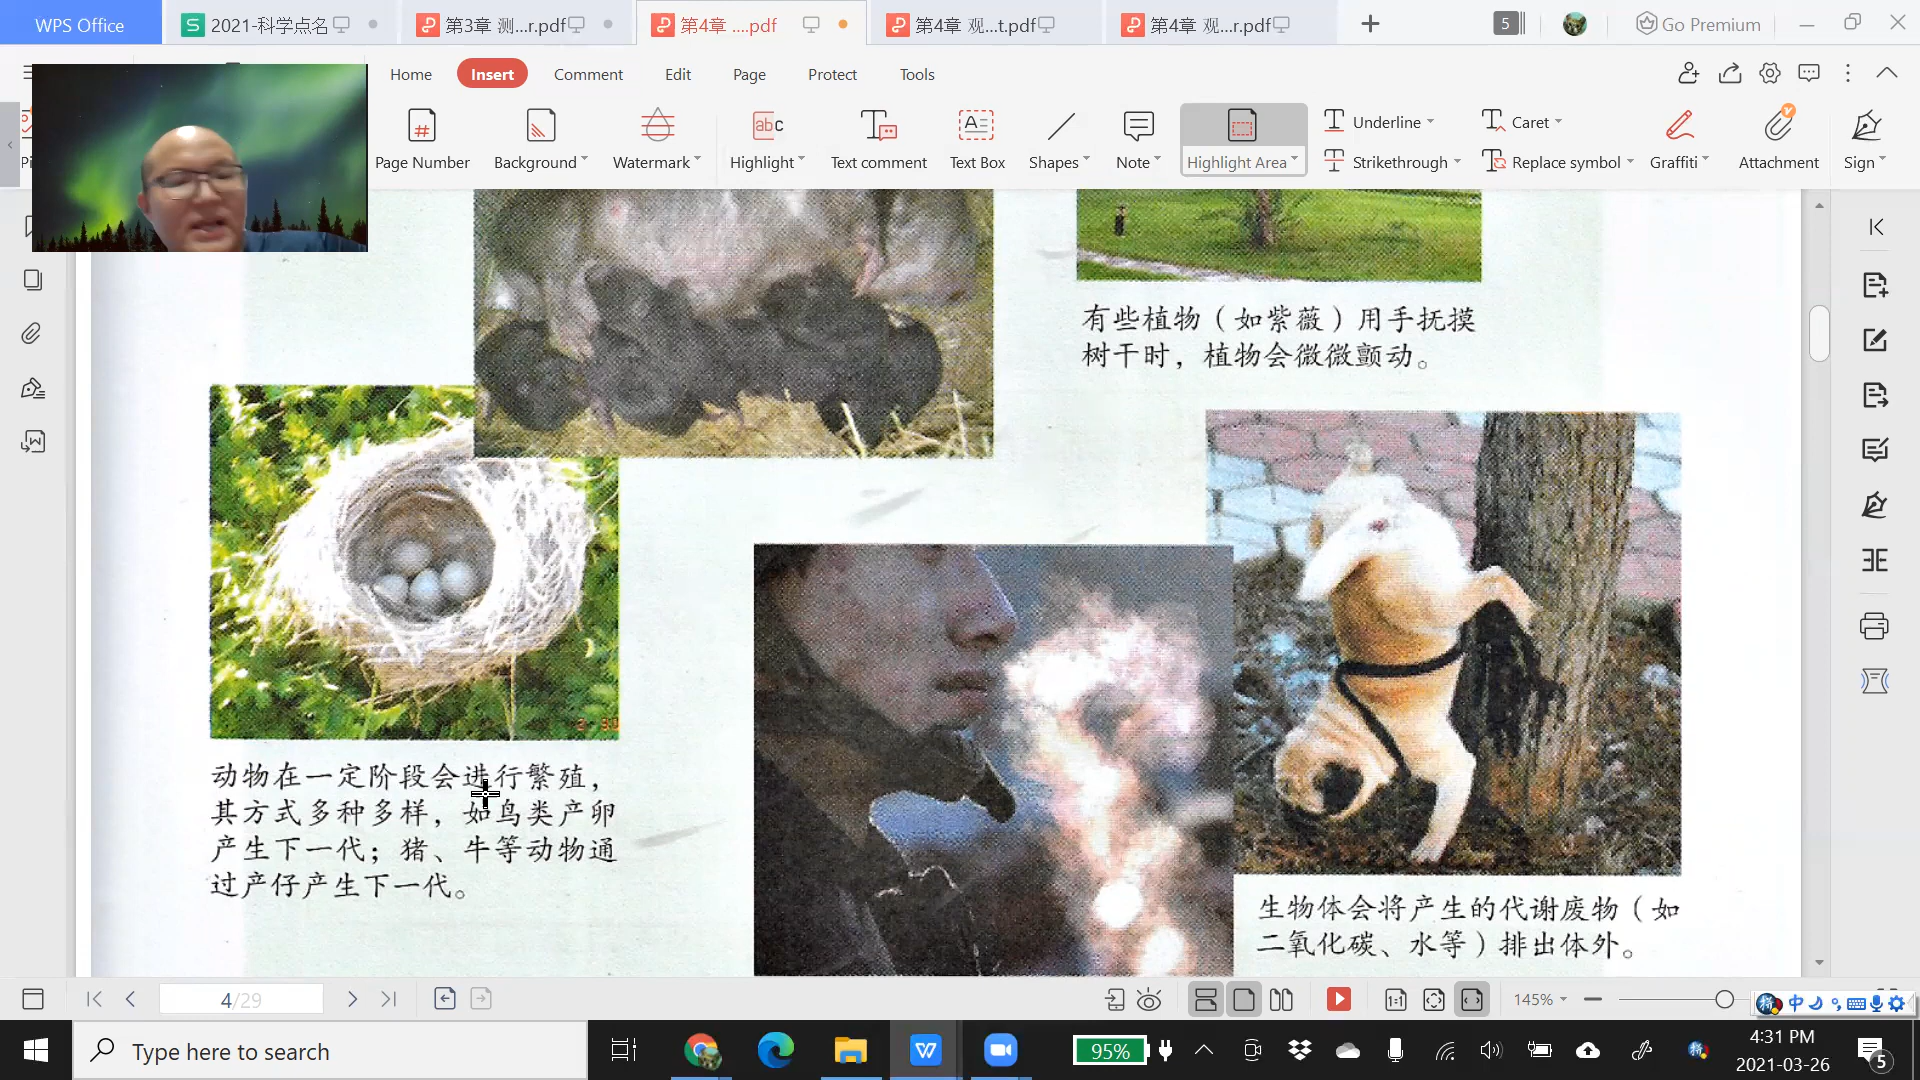 WPS Office
2021-科学点名
第3章 测...r.pdf
第4章 ....pdf
第4章 观...t.pdf
第4章 观...r.pdf
5
Go Premium
Home
Insert
Comment
Edit
Page
Protect
Tools
Page Number
Background
Watermark
abc
Highlight
Text comment
Text Box
Shapes
Note
Highlight Area
Underline
Strikethrough
Caret
Replace symbol
Graffiti
Attachment
Sign
有些植物（如紫薇）用手抚摸
树干时，植物会微微颤动。
动物在一定阶段会进行繁殖，
其方式多种多样，如鸟类产卵
产生下一代；猪、牛等动物通
过产仔产生下一代。
生物体会将产生的代谢废物（如
二氧化碳、水等）排出体外。
4/29
1:1
145%
中
Type here to search
95%
4:31 PM
2021-03-26
5